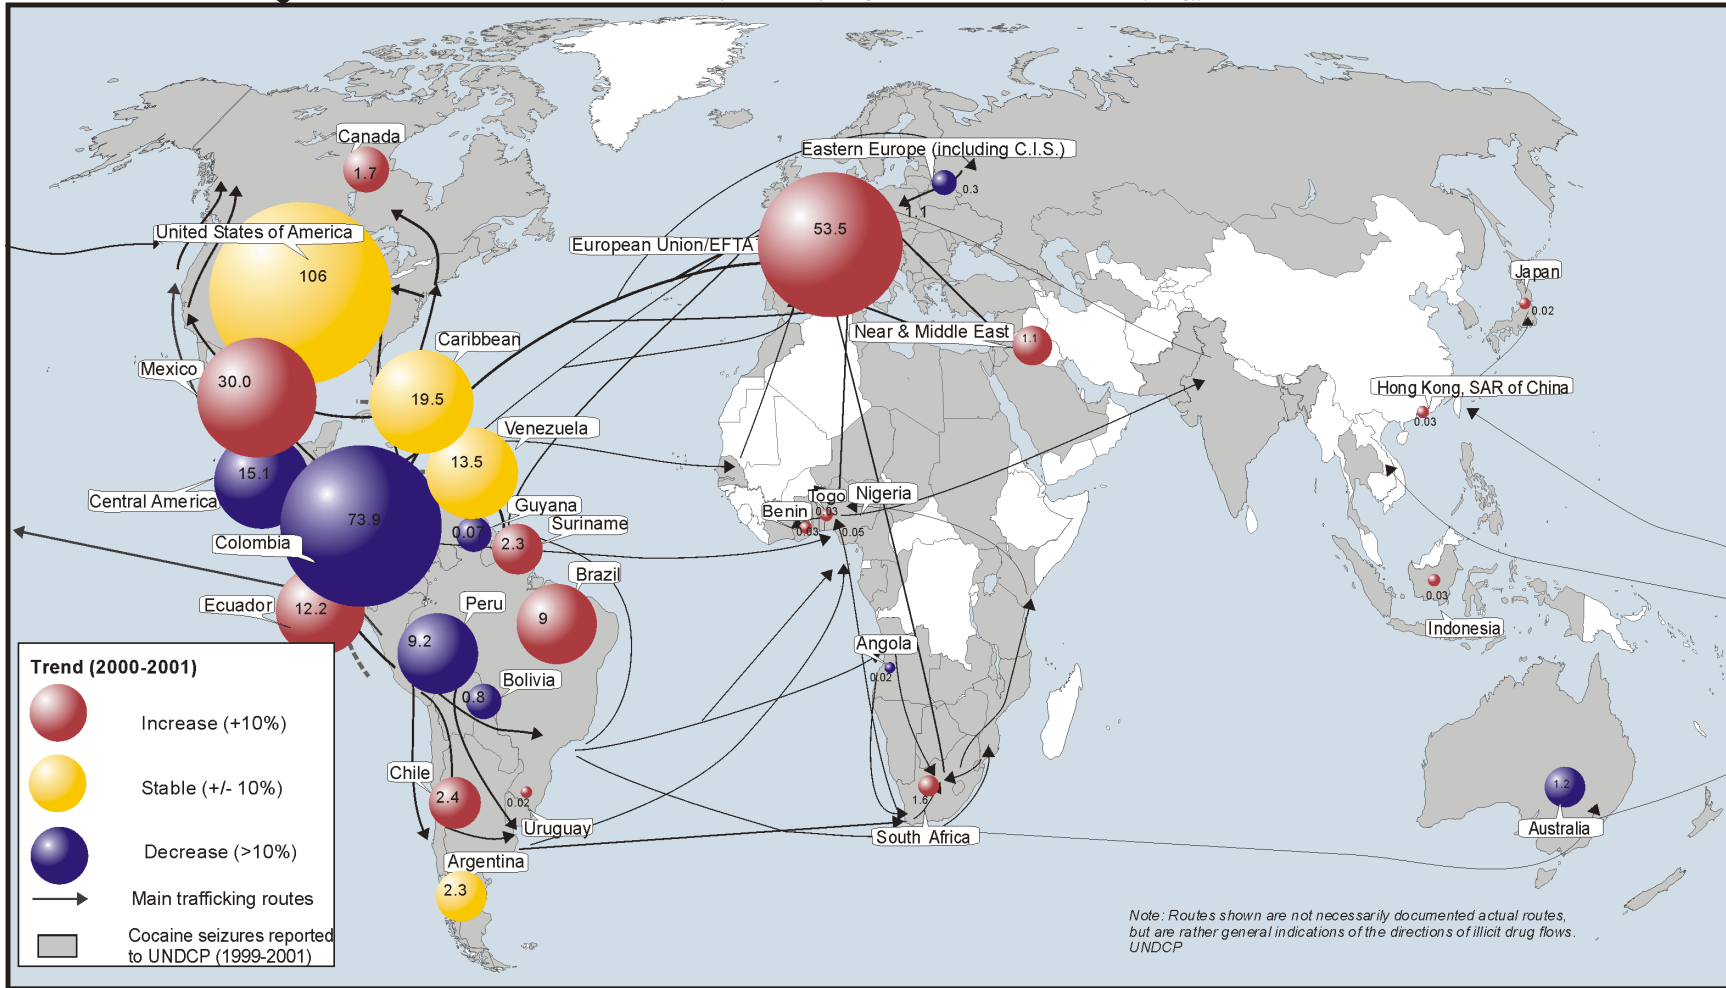 Canada
1.7
Eastern Europe (including C.I.S.)
0.3
1.1
United States of America
106
European Union/EFTA
53.5
Japan
0.02
Near & Middle East
1.1
Caribbean
19.5
Mexico
30.0
Hong Kong, SAR of China
0.03
Venezuela
13.5
Central America
15.1
Colombia
73.9
Guyana
0.07
Suriname
2.3
Togo
0.03
Nigeria
0.05
Benin
0.03
Brazil
9
Ecuador
12.2
Peru
9.2
Bolivia
0.8
Angola
0.02
Indonesia
0.03
Chile
2.4
Uruguay
0.02
South Africa
1.6
Australia
1.2
Argentina
2.3
Trend (2000-2001)
Increase (+10%)
Stable (+/- 10%)
Decrease (>10%)
Main trafficking routes
Cocaine seizures reported
to UNDCP (1999-2001)
Note: Routes shown are not necessarily documented actual routes,
but are rather general indications of the directions of illicit drug flows.
UNDCP